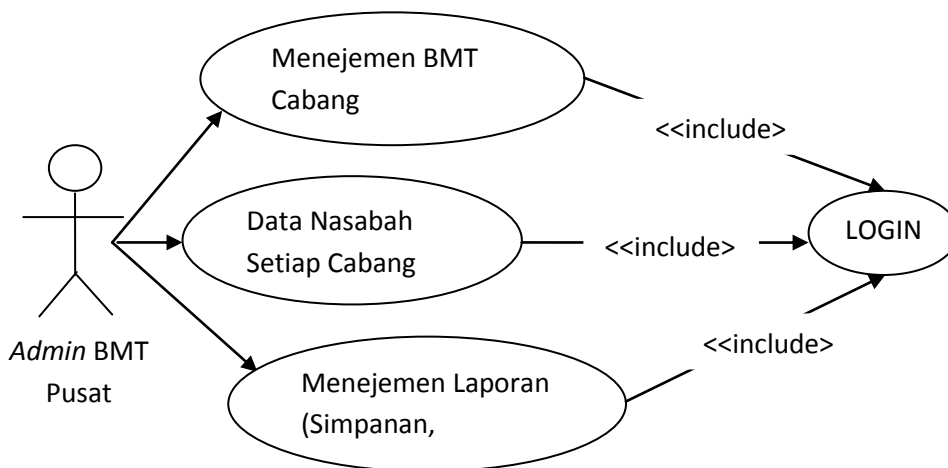 Menejemen BMT
Cabang
<<include>
Data Nasabah
Setiap Cabang
<<include>
LOGIN
Admin BMT
Pusat
<<include>
Menejemen Laporan
(Simpanan,